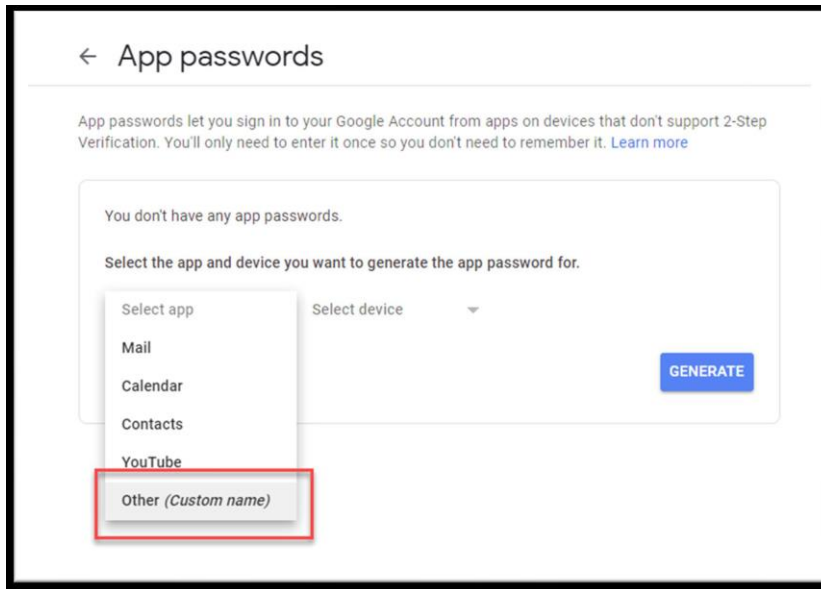 App passwords
App passwords let you sign in to your Google Account from apps on devices that don't support 2-Step
Verification. You'll only need to enter it once so you don't need to remember it. Learn more
You don't have any app passwords.
Select the app and device you want to generate the app password for.
Select app
Select device
Mail
Calendar
Contacts
YouTube
Other (Custom name)
GENERATE